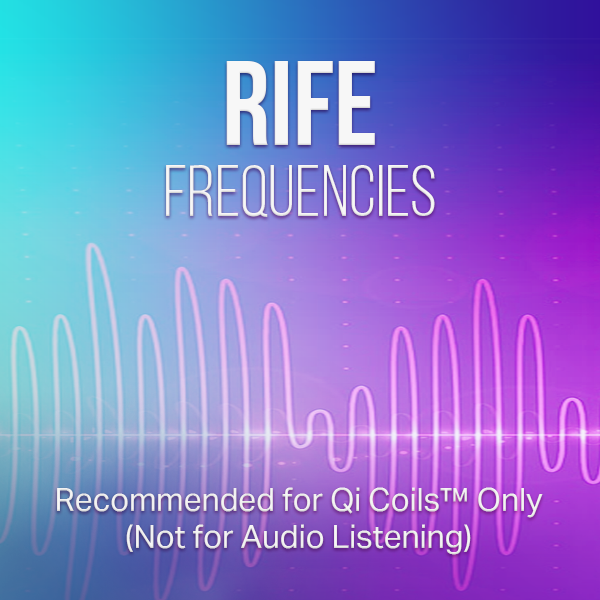 RIFE
FREQUENCIES
Recommended for Qi Coils™ Only
(Not for Audio Listening)